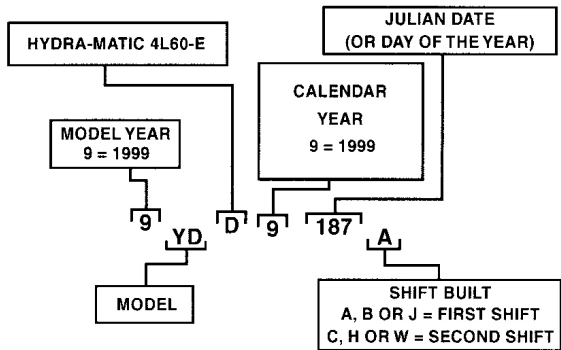 JULIAN DATE
(OR DAY OF THE YEAR)
HYDRA-MATIC 4L60-E
CALENDAR
YEAR
9 = 1999
MODEL YEAR
9 = 1999
9 YD D 9 187 A
MODEL
SHIFT BUILT
A, B OR J = FIRST SHIFT
C, H OR W = SECOND SHIFT